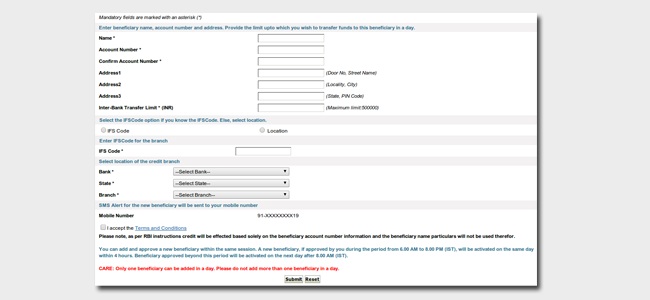 Mandatory fields are marked with an asterisk (*)
Enter beneficiary name, account number and address. Provide the limit upto which you wish to transfer funds to this beneficiary in a day.
Name *
Account Number *
Confirm Account Number *
Address1 (Door No, Street Name)
Address2 (Locality, City)
Address3 (State, PIN Code)
Inter-Bank Transfer Limit * (INR) (Maximum limit:500000)
Select the IFSCode option if you know the IFSCode. Else, select location.
IFS Code Location
Enter IFSCode for the branch
IFS Code *
Select location of the credit branch
Bank * --Select Bank--
State * --Select State--
Branch * --Select Branch--
SMS Alert for the new beneficiary will be sent to your mobile number
Mobile Number 91-XXXXXXXX19
I accept the Terms and Conditions
Please note, as per RBI instructions credit will be effected based solely on the beneficiary account number information and the beneficiary name particulars will not be used therefor.
You can add and approve a new beneficiary within the same session. A new beneficiary, if approved by you during the period from 6.00 AM to 8.00 PM (IST), will be activated on the same day
within 4 hours. Beneficiary approved beyond this period will be activated on the next day after 8.00 AM (IST).
CARE: Only one beneficiary can be added in a day. Please do not add more than one beneficiary in a day.
Submit Reset